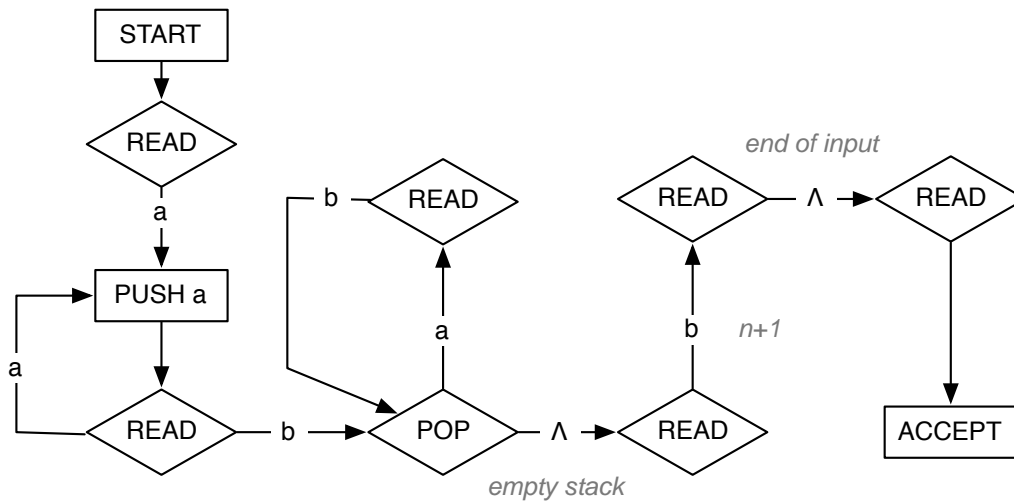 START
READ
end of input
b
READ
READ
Λ
READ
a
PUSH a
a
a
b
n+1
READ
b
POP
Λ
READ
ACCEPT
empty stack